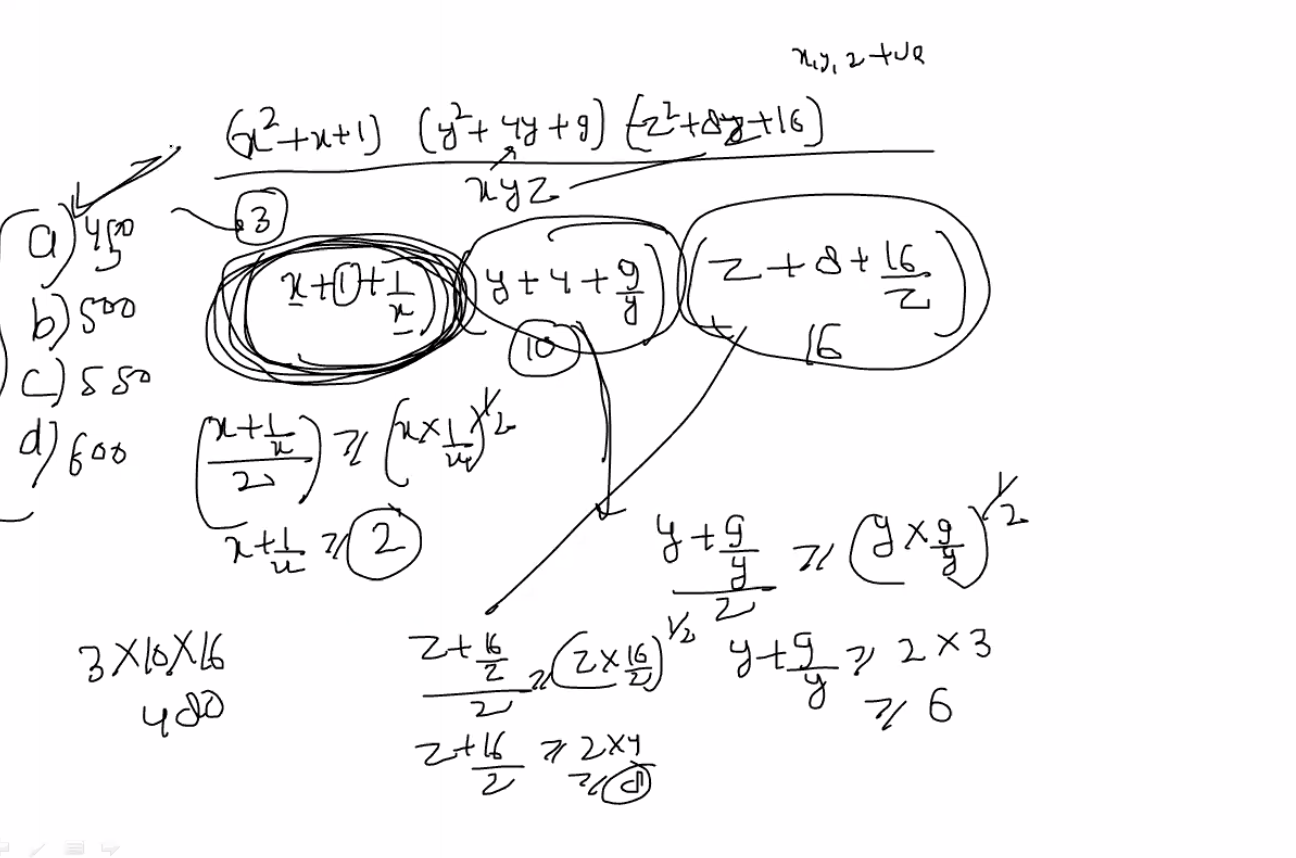 x, y, z +ve
(x²+x+1) (y²+4y+9) (z²+8z+16)
xyz
3
a) 450
b) 500
c) 550
d) 600
(x+1+1/x) (y+4+9/y) (z+8+16/z)
10
16
(x+1/x)/2 ≥ (x×1/x)^1/2
x+1/x ≥ 2
(y+9/y)/2 ≥ (y×9/y)^1/2
y+9/y ≥ 2×3
≥ 6
(z+16/z)/2 ≥ (z×16/z)^1/2
z+16/z ≥ 2×4
≥ 8
3×10×16
480